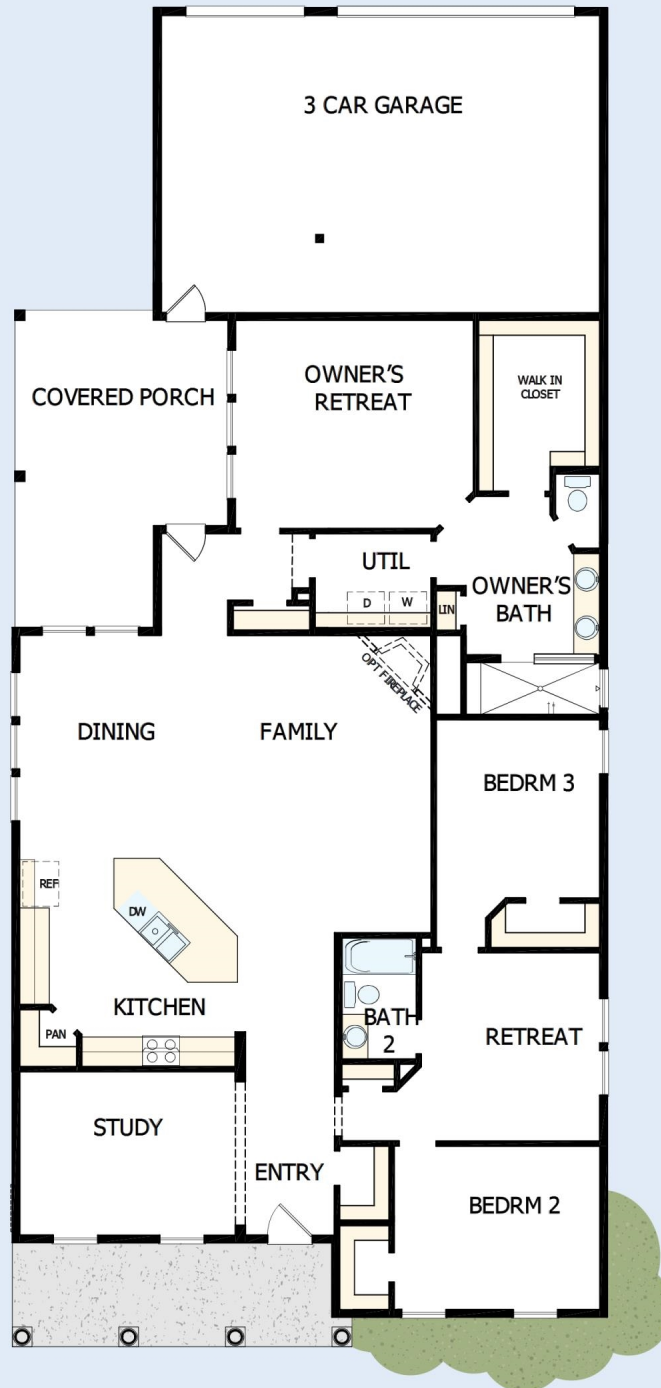 3 CAR GARAGE
OWNER'S
RETREAT
WALK IN
CLOSET
COVERED PORCH
UTIL
D
W
LIN
OWNER'S
BATH
OPT FIREPLACE
DINING
FAMILY
BEDRM 3
REF
DW
KITCHEN
PAN
BATH
2
RETREAT
STUDY
ENTRY
BEDRM 2